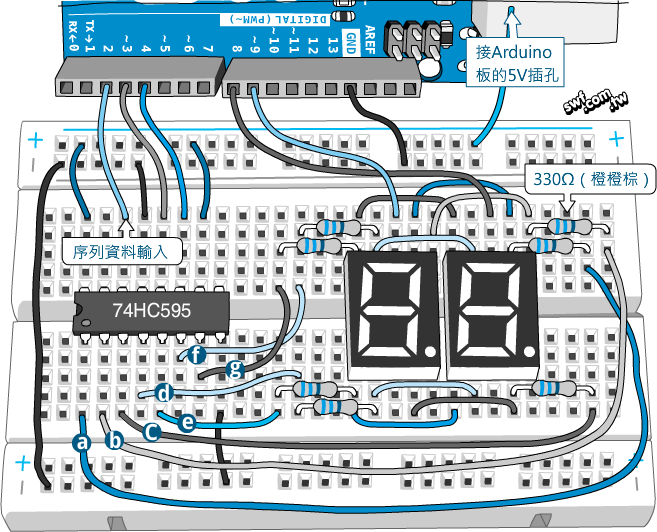 RX←0
TX→1
2
~3
4
~5
~6
7
DIGITAL (PWM~)
8
~9
~10
~11
12
13
GND
AREF
接Arduino
板的5V插孔
swf.com.tw
330Ω（橙橙棕）
序列資料輸入
74HC595
f
g
d
e
a
b
c
+
+
+
+